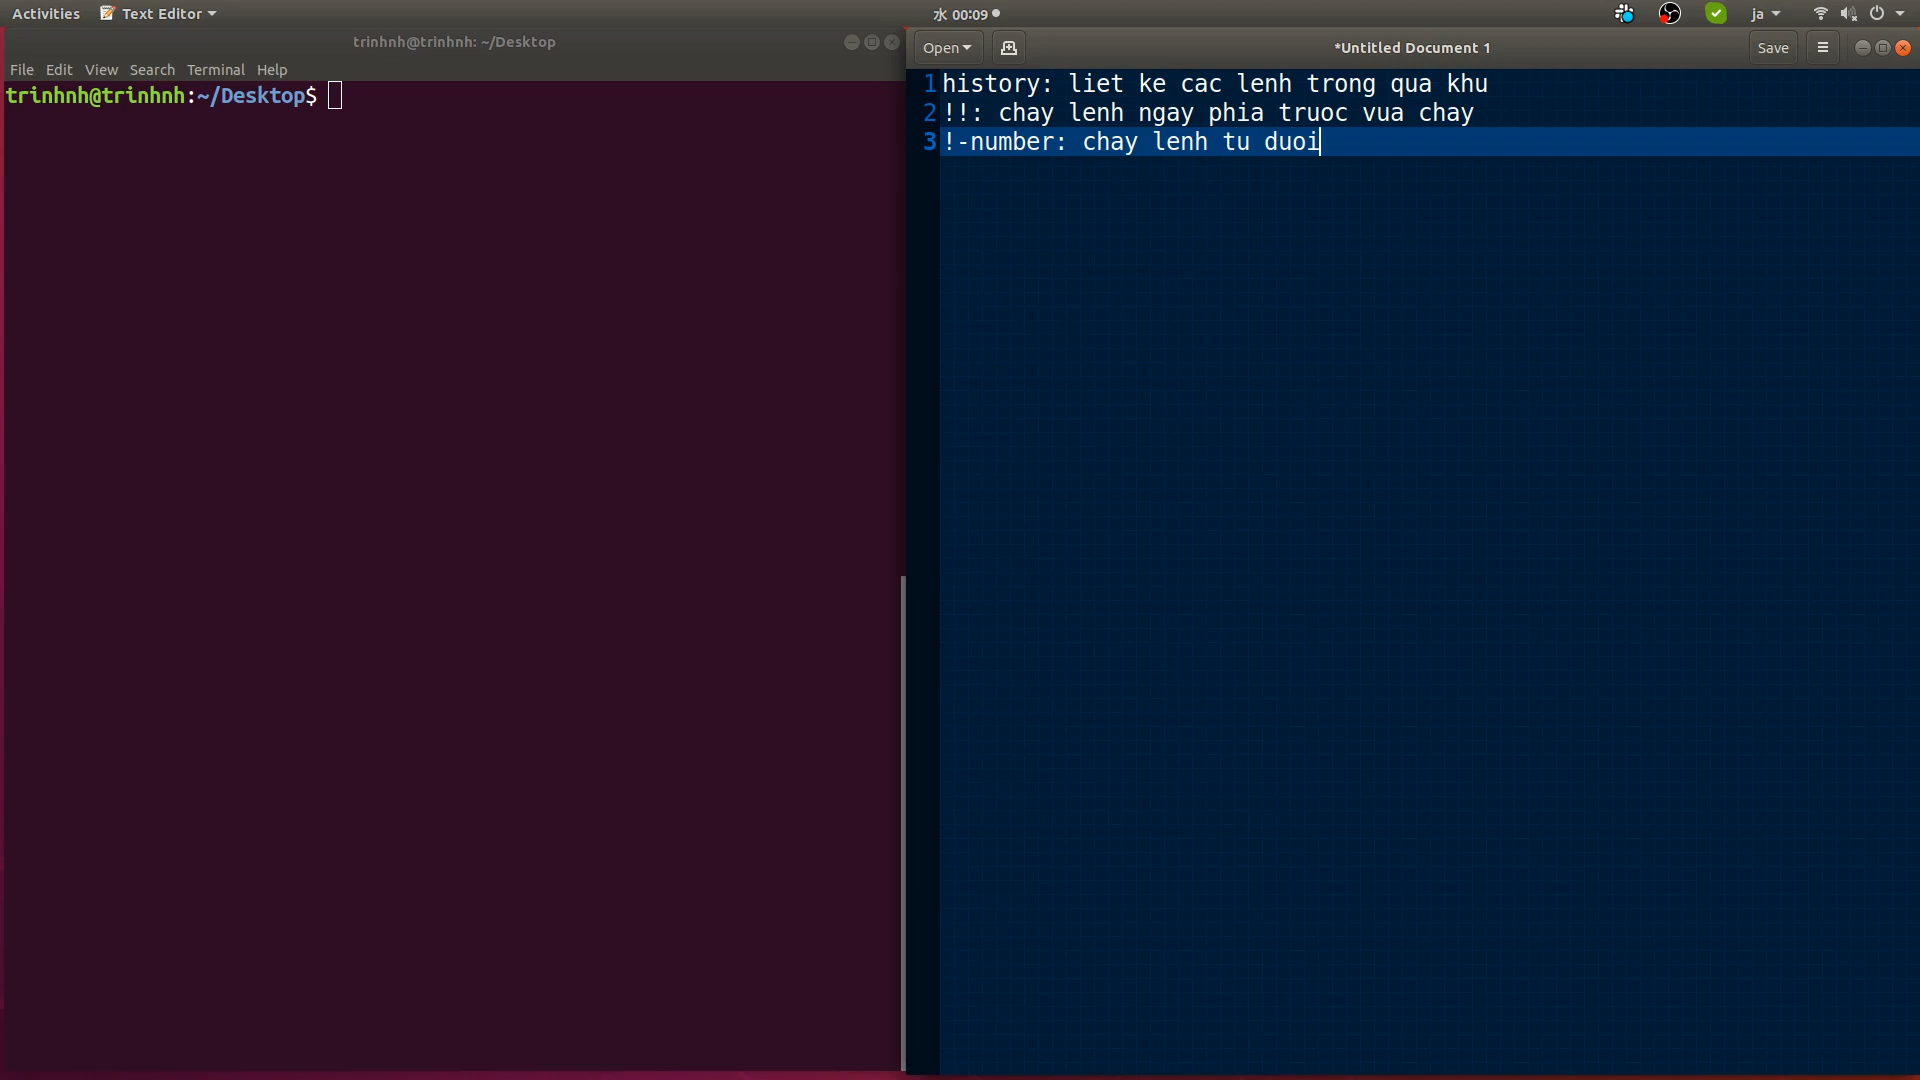 Activities Text Editor 水 00:09 ja
trinhnh@trinhnh: ~/Desktop
File Edit View Search Terminal Help
trinhnh@trinhnh:~/Desktop$
Open *Untitled Document 1 Save
1 history: liet ke cac lenh trong qua khu
2 !!: chay lenh ngay phia truoc vua chay
3 !-number: chay lenh tu duoi